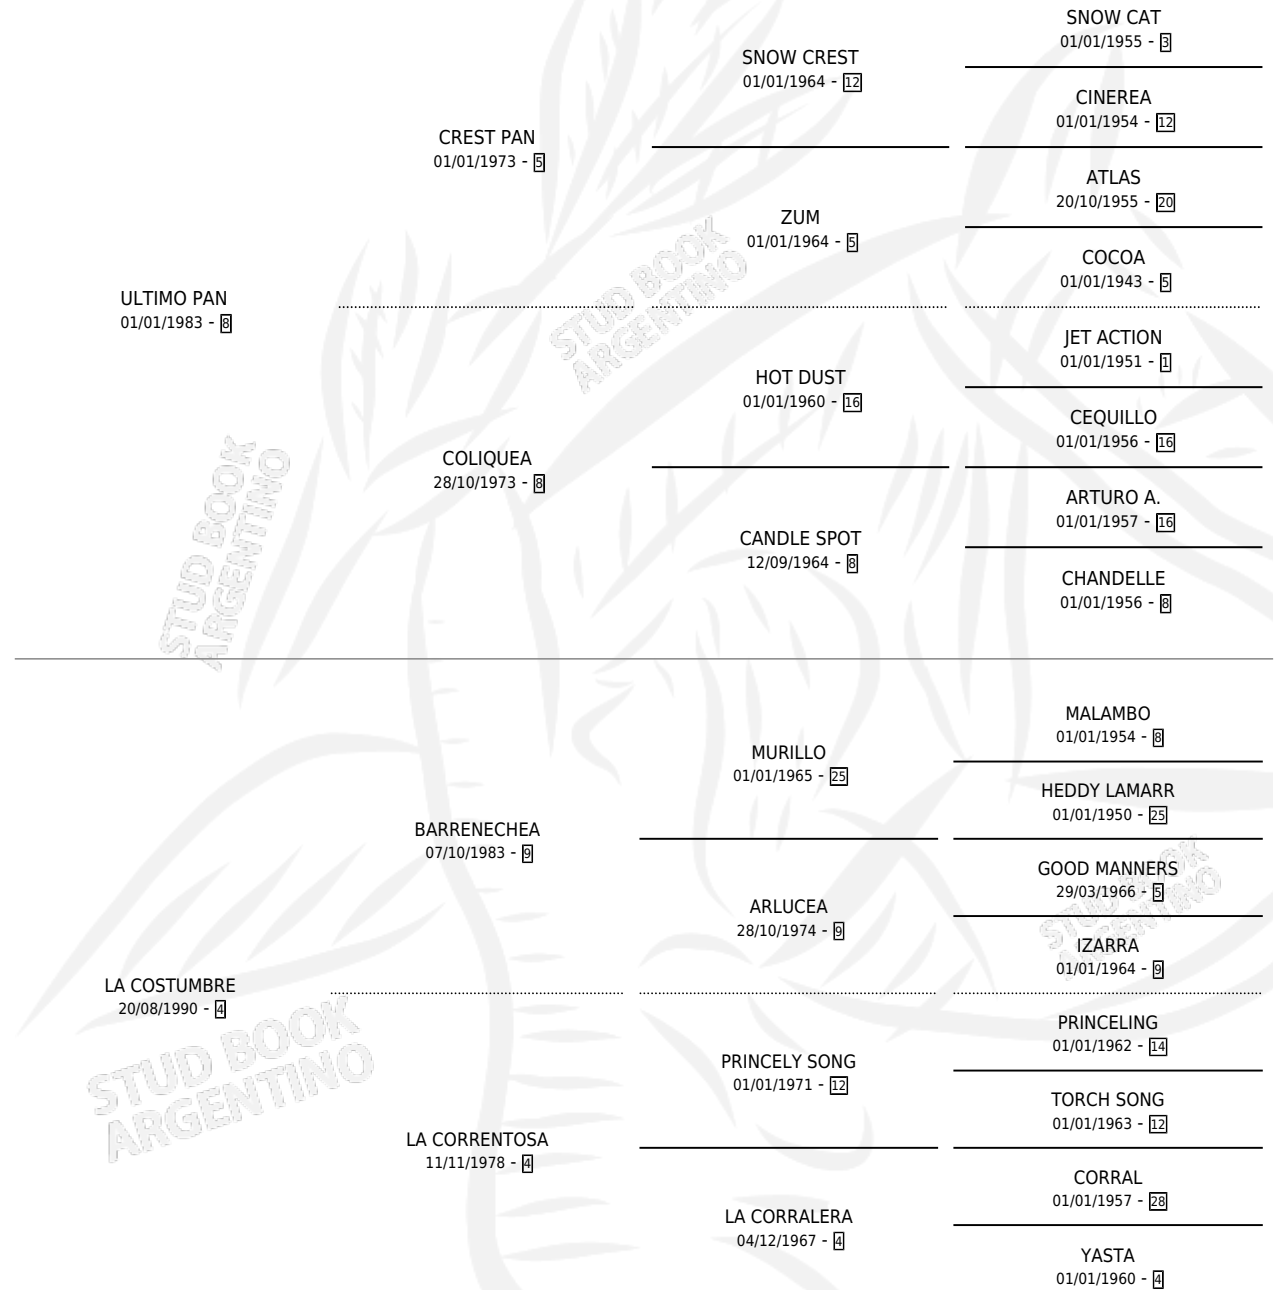 SNOW CAT
01/01/1955 - 3
SNOW CREST
01/01/1964 - 12
CINEREA
01/01/1954 - 12
CREST PAN
01/01/1973 - 5
ATLAS
20/10/1955 - 20
ZUM
01/01/1964 - 5
COCOA
01/01/1943 - 5
ULTIMO PAN
01/01/1983 - 8
JET ACTION
01/01/1951 - 1
HOT DUST
01/01/1960 - 16
CEQUILLO
01/01/1956 - 16
COLIQUEA
28/10/1973 - 8
ARTURO A.
01/01/1957 - 16
CANDLE SPOT
12/09/1964 - 8
CHANDELLE
01/01/1956 - 8
MALAMBO
01/01/1954 - 8
MURILLO
01/01/1965 - 25
HEDDY LAMARR
01/01/1950 - 25
BARRENECHEA
07/10/1983 - 9
GOOD MANNERS
29/03/1966 - 5
ARLUCEA
28/10/1974 - 9
IZARRA
01/01/1964 - 9
LA COSTUMBRE
20/08/1990 - 4
PRINCELING
01/01/1962 - 14
PRINCELY SONG
01/01/1971 - 12
TORCH SONG
01/01/1963 - 12
LA CORRENTOSA
11/11/1978 - 4
CORRAL
01/01/1957 - 28
LA CORRALERA
04/12/1967 - 4
YASTA
01/01/1960 - 4
STUD BOOK
ARGENTINO
STUD BOOK
ARGENTINO
STUD BOOK
ARGENTINO
STUD BOOK
ARGENTINO